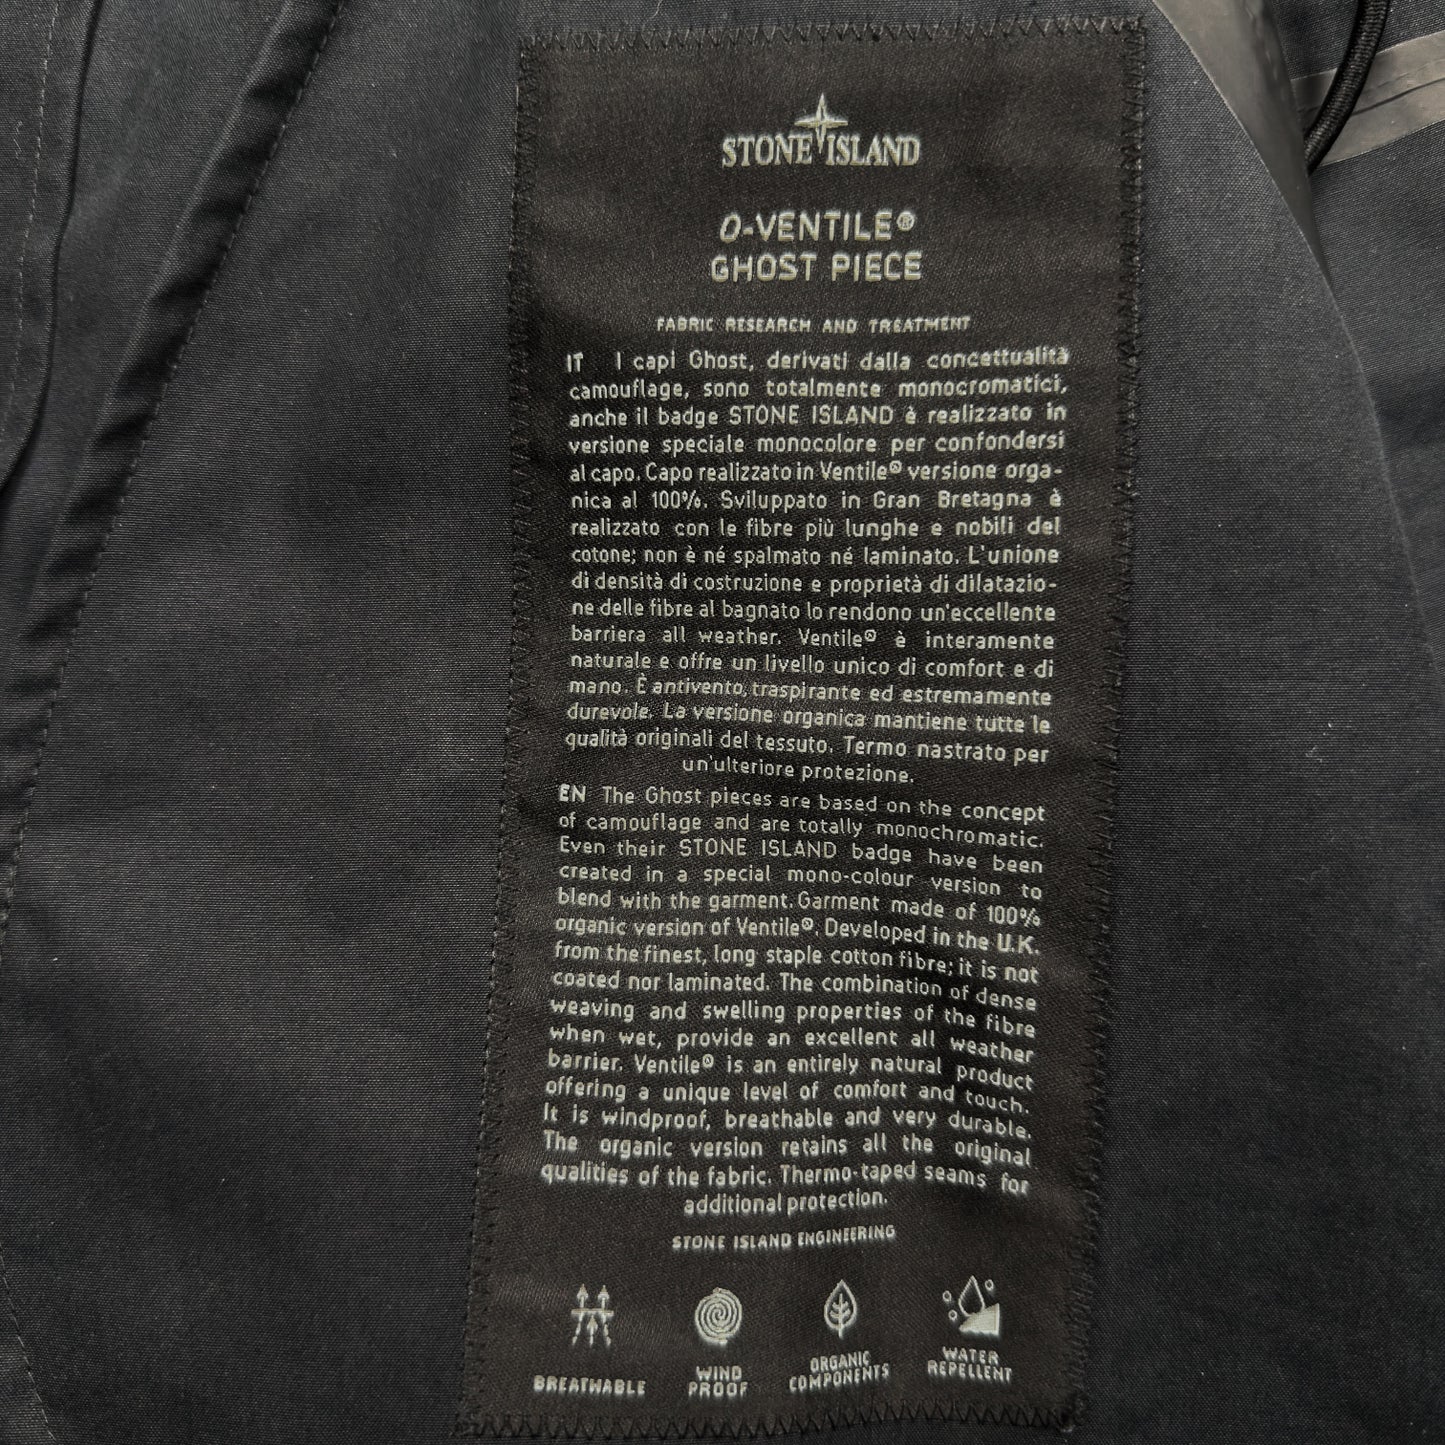 STONE ISLAND
O-VENTILE®
GHOST PIECE
FABRIC RESEARCH AND TREATMENT
IT I capi Ghost, derivati dalla concettualità
camouflage, sono totalmente monocromatici,
anche il badge STONE ISLAND è realizzato in
versione speciale monocolore per confondersi
al capo. Capo realizzato in Ventile® versione orga-
nica al 100%. Sviluppato in Gran Bretagna è
realizzato con le fibre più lunghe e nobili del
cotone; non è né spalmato né laminato. L'unione
di densità di costruzione e proprietà di dilatazio-
ne delle fibre al bagnato lo rendono un'eccellente
barriera all weather. Ventile® è interamente
naturale e offre un livello unico di comfort e di
mano. È antivento, traspirante ed estremamente
durevole. La versione organica mantiene tutte le
qualità originali del tessuto. Termo nastrato per
un'ulteriore protezione.
EN The Ghost pieces are based on the concept
of camouflage and are totally monochromatic.
Even their STONE ISLAND badge have been
created in a special mono-colour version to
blend with the garment. Garment made of 100%
organic version of Ventile®. Developed in the U.K.
from the finest, long staple cotton fibre; it is not
coated nor laminated. The combination of dense
weaving and swelling properties of the fibre
when wet, provide an excellent all weather
barrier. Ventile® is an entirely natural product
offering a unique level of comfort and touch.
It is windproof, breathable and very durable.
The organic version retains all the original
qualities of the fabric. Thermo-taped seams for
additional protection.
STONE ISLAND ENGINEERING
BREATHABLE
WIND
PROOF
ORGANIC
COMPONENTS
WATER
REPELLENT